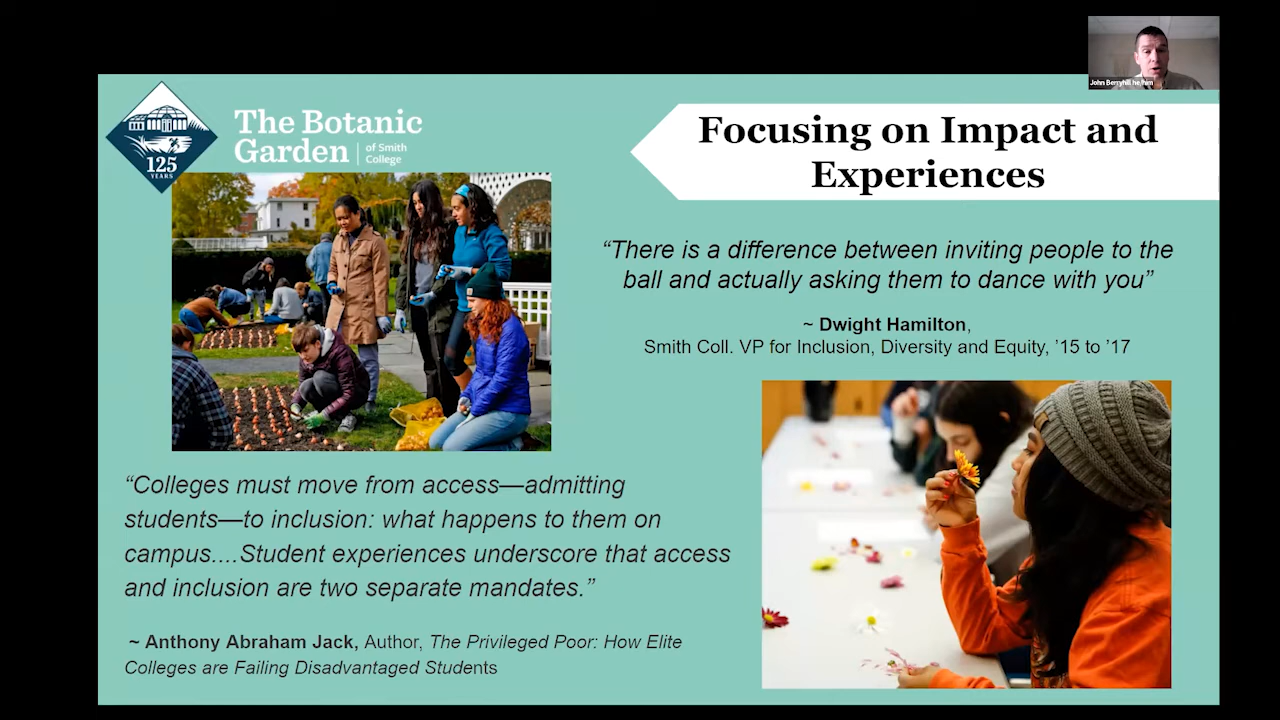 John Berryhill he/him
The Botanic
Garden
of Smith
College
125
YEARS
Focusing on Impact and
Experiences
“There is a difference between inviting people to the
ball and actually asking them to dance with you”
~ Dwight Hamilton,
Smith Coll. VP for Inclusion, Diversity and Equity, ’15 to ’17
“Colleges must move from access—admitting
students—to inclusion: what happens to them on
campus....Student experiences underscore that access
and inclusion are two separate mandates.”
~ Anthony Abraham Jack, Author, The Privileged Poor: How Elite
Colleges are Failing Disadvantaged Students